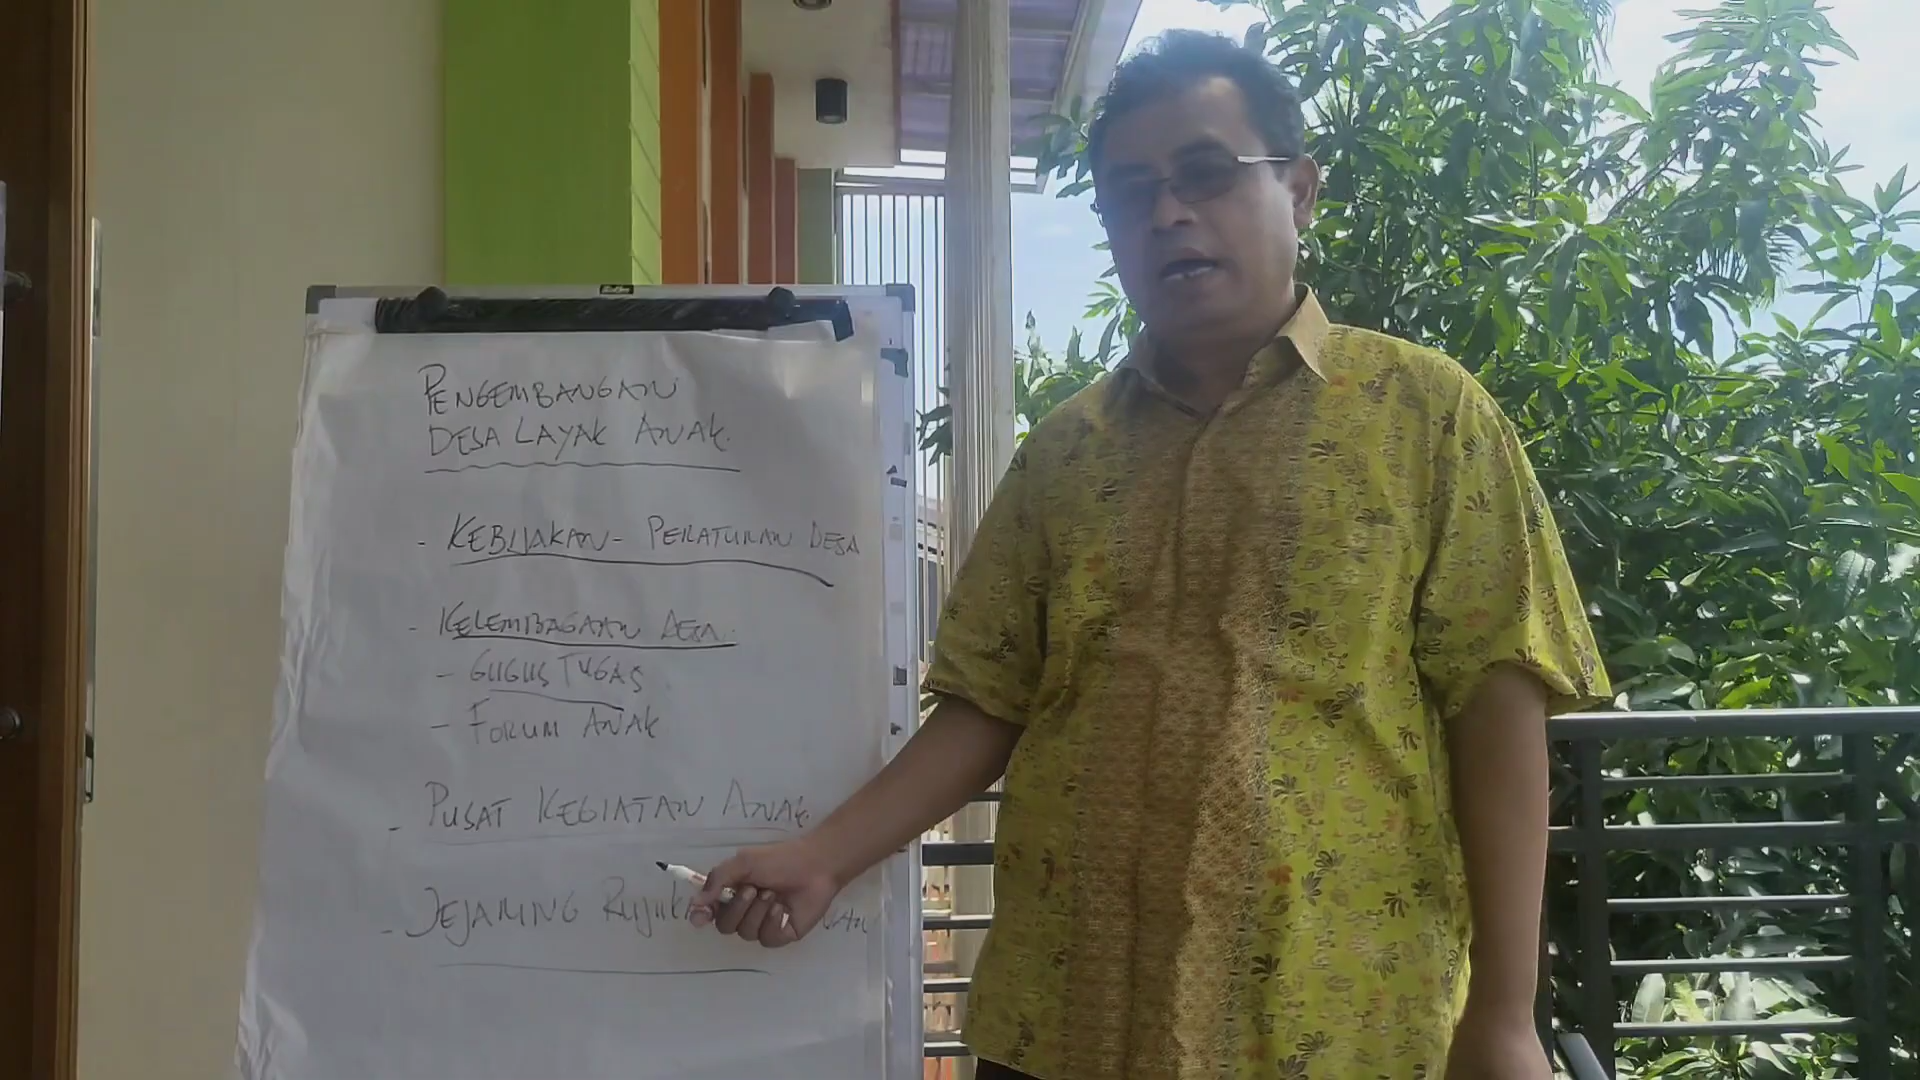 PENGEMBANGAN
DESA LAYAK ANAK.
- KEBIJAKAN - PERATURAN DESA
- KELEMBAGAAN DESA.
- GUGUS TUGAS
- FORUM ANAK
- PUSAT KEGIATAN ANAK
- JEJARING